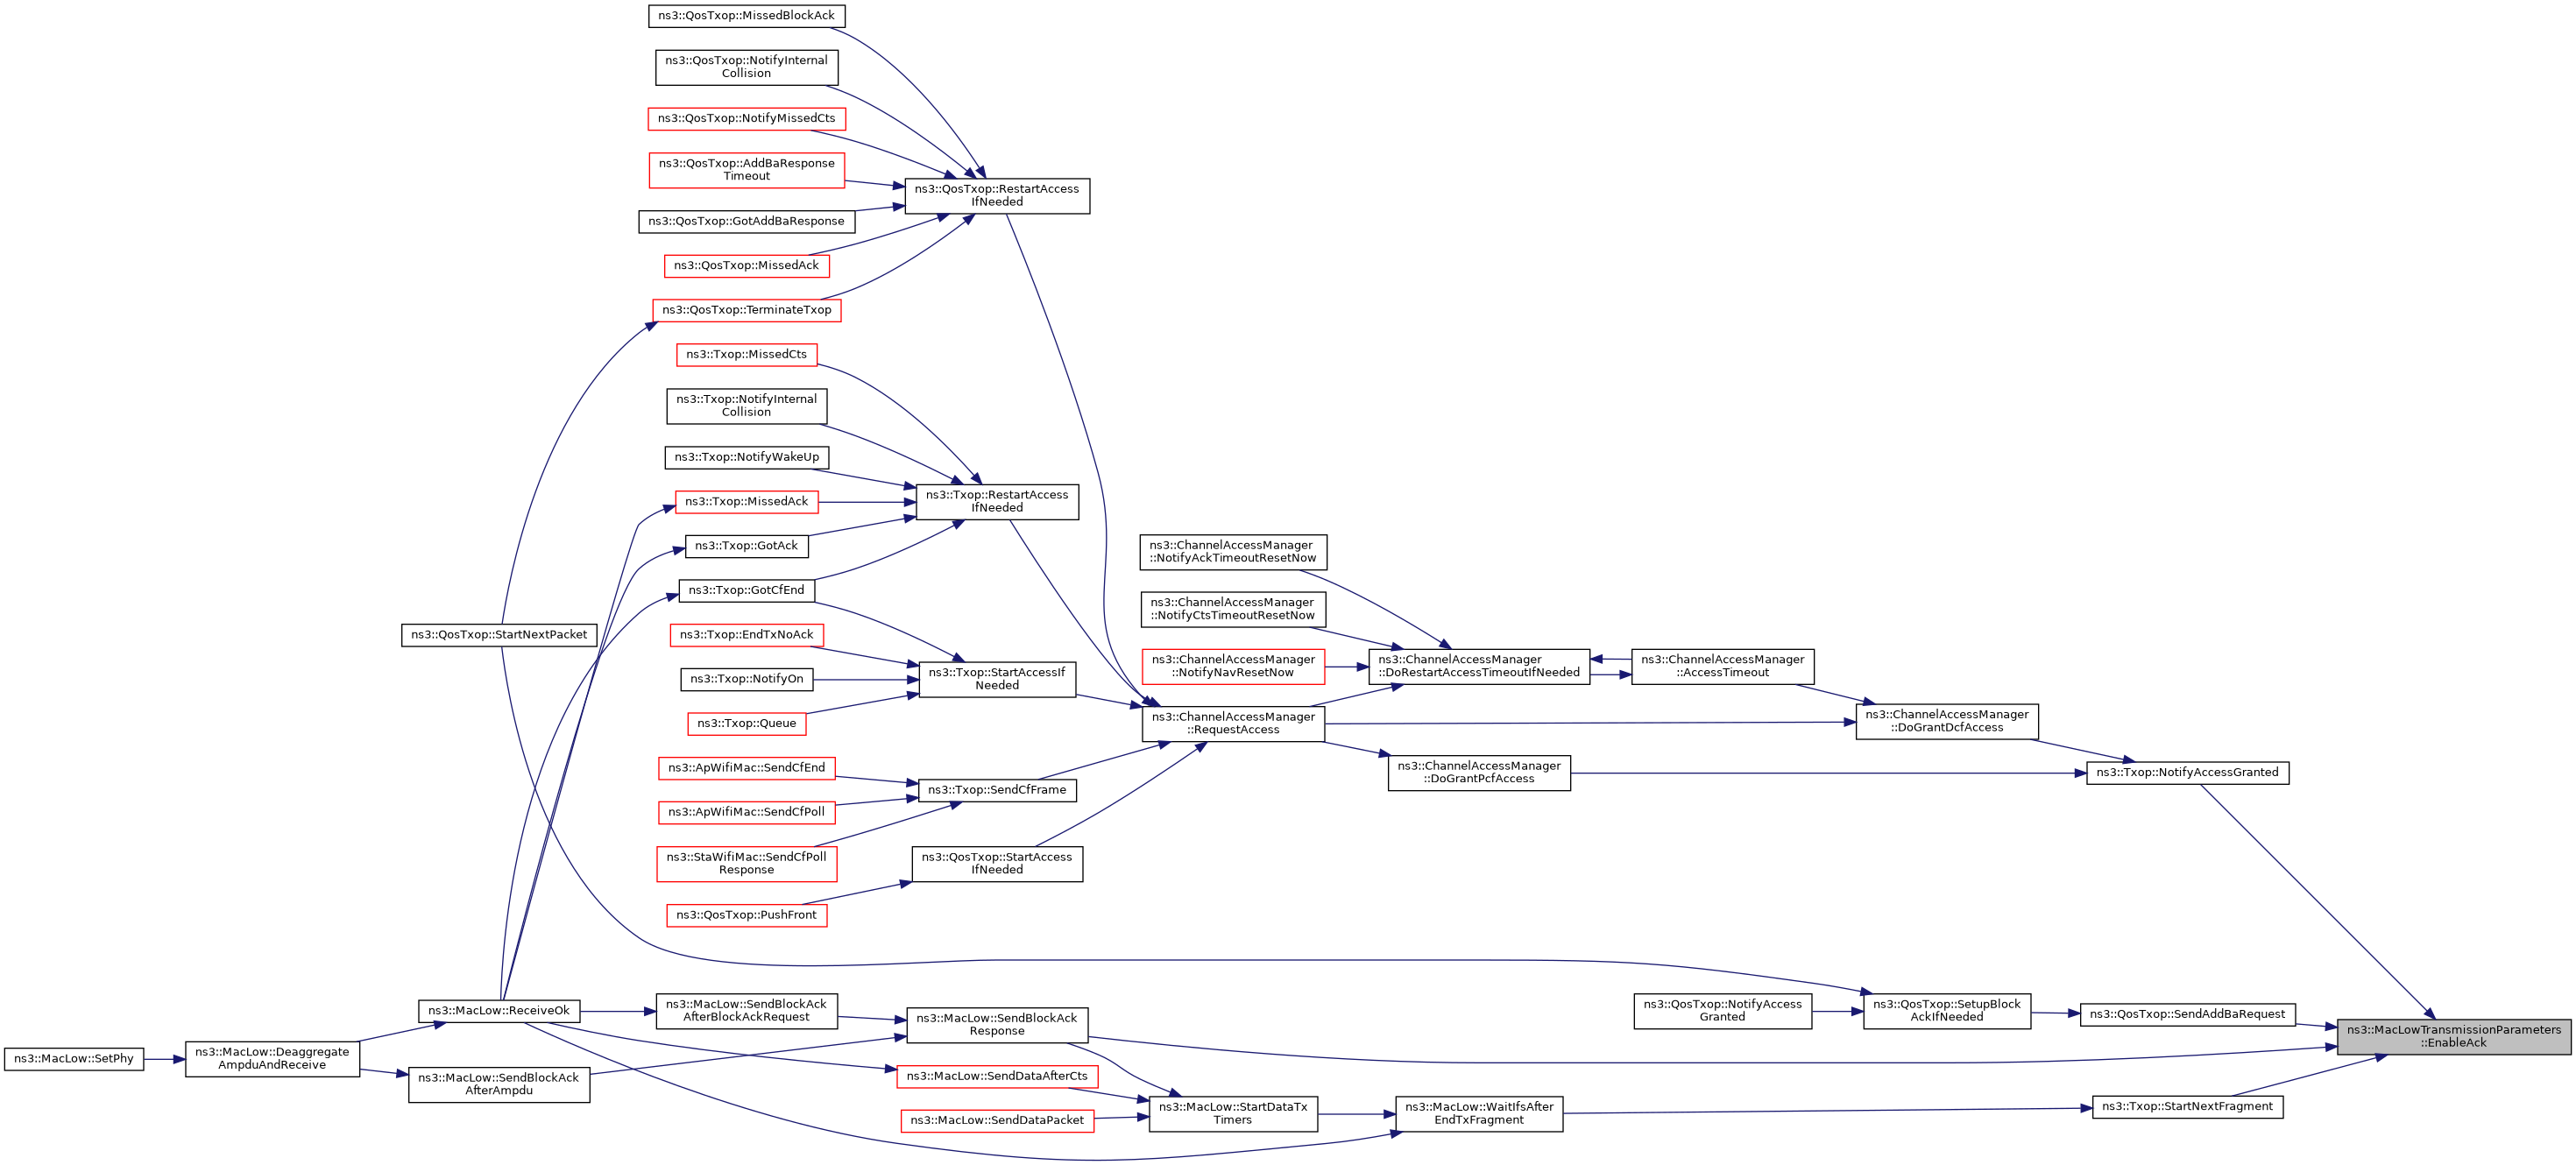 ns3::QosTxop::MissedBlockAck
ns3::QosTxop::NotifyInternal
Collision
ns3::QosTxop::NotifyMissedCts
ns3::QosTxop::AddBaResponse
Timeout
ns3::QosTxop::GotAddBaResponse
ns3::QosTxop::MissedAck
ns3::QosTxop::TerminateTxop
ns3::QosTxop::RestartAccess
IfNeeded
ns3::Txop::MissedCts
ns3::Txop::NotifyInternal
Collision
ns3::Txop::NotifyWakeUp
ns3::Txop::MissedAck
ns3::Txop::GotAck
ns3::Txop::GotCfEnd
ns3::Txop::RestartAccess
IfNeeded
ns3::QosTxop::StartNextPacket
ns3::Txop::EndTxNoAck
ns3::Txop::NotifyOn
ns3::Txop::Queue
ns3::Txop::StartAccessIf
Needed
ns3::ApWifiMac::SendCfEnd
ns3::ApWifiMac::SendCfPoll
ns3::StaWifiMac::SendCfPoll
Response
ns3::Txop::SendCfFrame
ns3::QosTxop::StartAccess
IfNeeded
ns3::QosTxop::PushFront
ns3::ChannelAccessManager
::NotifyAckTimeoutResetNow
ns3::ChannelAccessManager
::NotifyCtsTimeoutResetNow
ns3::ChannelAccessManager
::NotifyNavResetNow
ns3::ChannelAccessManager
::RequestAccess
ns3::ChannelAccessManager
::DoRestartAccessTimeoutIfNeeded
ns3::ChannelAccessManager
::DoGrantPcfAccess
ns3::ChannelAccessManager
::AccessTimeout
ns3::ChannelAccessManager
::DoGrantDcfAccess
ns3::Txop::NotifyAccessGranted
ns3::MacLow::SetPhy
ns3::MacLow::Deaggregate
AmpduAndReceive
ns3::MacLow::ReceiveOk
ns3::MacLow::SendBlockAck
AfterAmpdu
ns3::MacLow::SendBlockAck
AfterBlockAckRequest
ns3::MacLow::SendBlockAck
Response
ns3::MacLow::SendDataAfterCts
ns3::MacLow::SendDataPacket
ns3::MacLow::StartDataTx
Timers
ns3::MacLow::WaitIfsAfter
EndTxFragment
ns3::QosTxop::NotifyAccess
Granted
ns3::QosTxop::SetupBlock
AckIfNeeded
ns3::QosTxop::SendAddBaRequest
ns3::MacLowTransmissionParameters
::EnableAck
ns3::Txop::StartNextFragment